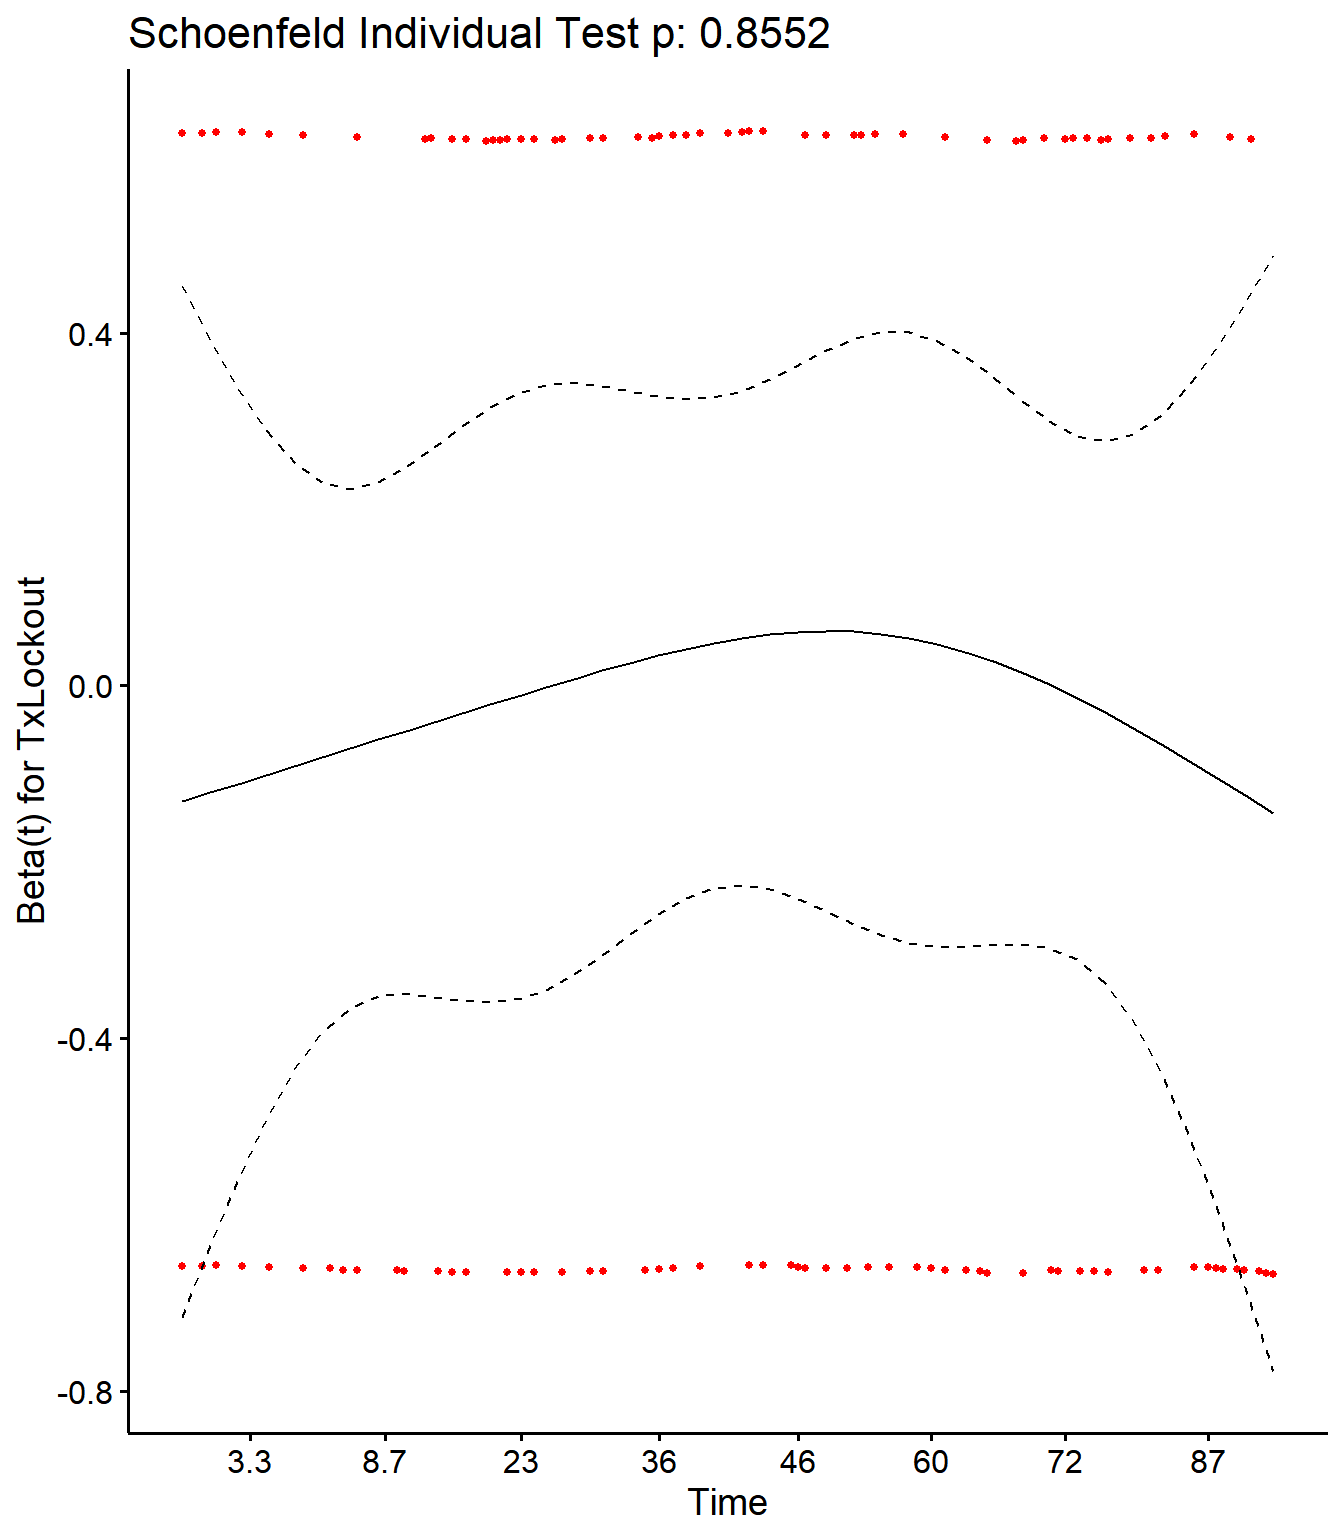 Schoenfeld Individual Test p: 0.8552
Beta(t) for TxLockout
0.4
0.0
-0.4
-0.8
3.3 8.7 23 36 46 60 72 87
Time